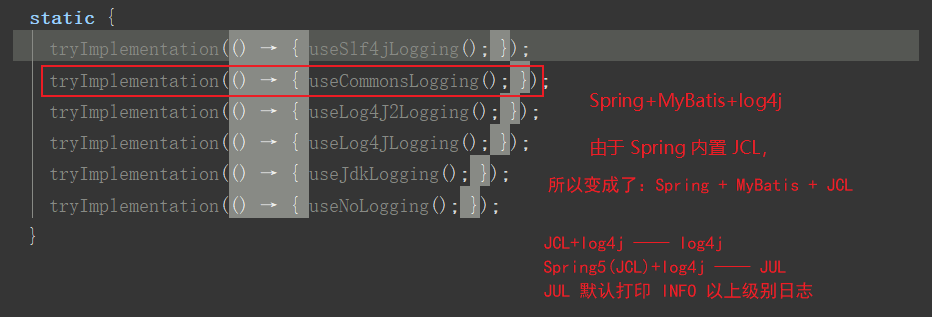 static {
tryImplementation(() → { useSlf4jLogging(); });
tryImplementation(() → { useCommonsLogging(); });
tryImplementation(() → { useLog4J2Logging(); });
tryImplementation(() → { useLog4JLogging(); });
tryImplementation(() → { useJdkLogging(); });
tryImplementation(() → { useNoLogging(); });
}
Spring+MyBatis+log4j
由于 Spring 内置 JCL,
所以变成了: Spring + MyBatis + JCL
JCL+log4j —— log4j
Spring5(JCL)+log4j —— JUL
JUL 默认打印 INFO 以上级别日志